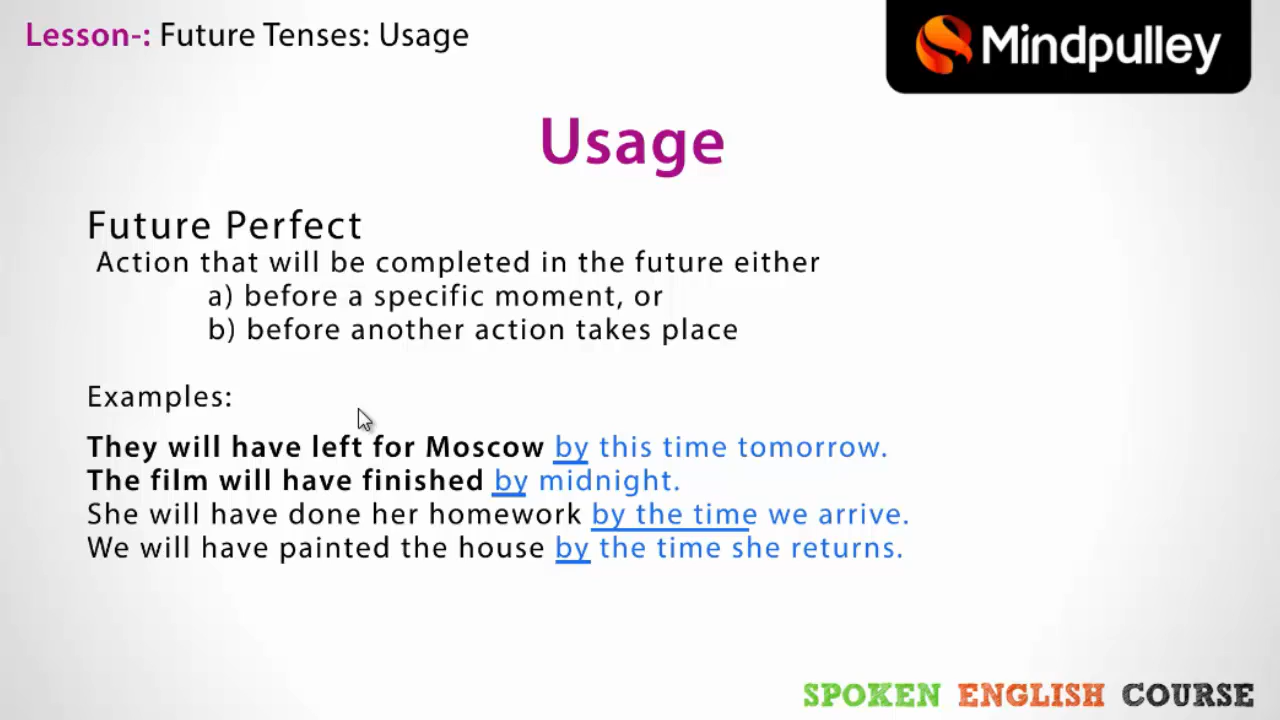 Lesson-: Future Tenses: Usage
Mindpulley
Usage
Future Perfect
Action that will be completed in the future either
a) before a specific moment, or
b) before another action takes place
Examples:
They will have left for Moscow by this time tomorrow.
The film will have finished by midnight.
She will have done her homework by the time we arrive.
We will have painted the house by the time she returns.
SPOKEN ENGLISH COURSE